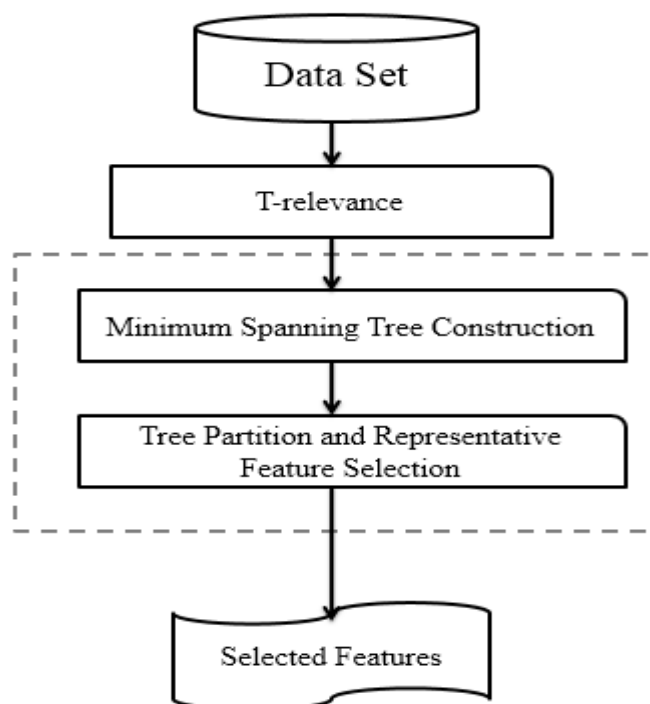 Data Set
T-relevance
Minimum Spanning Tree Construction
Tree Partition and Representative
Feature Selection
Selected Features